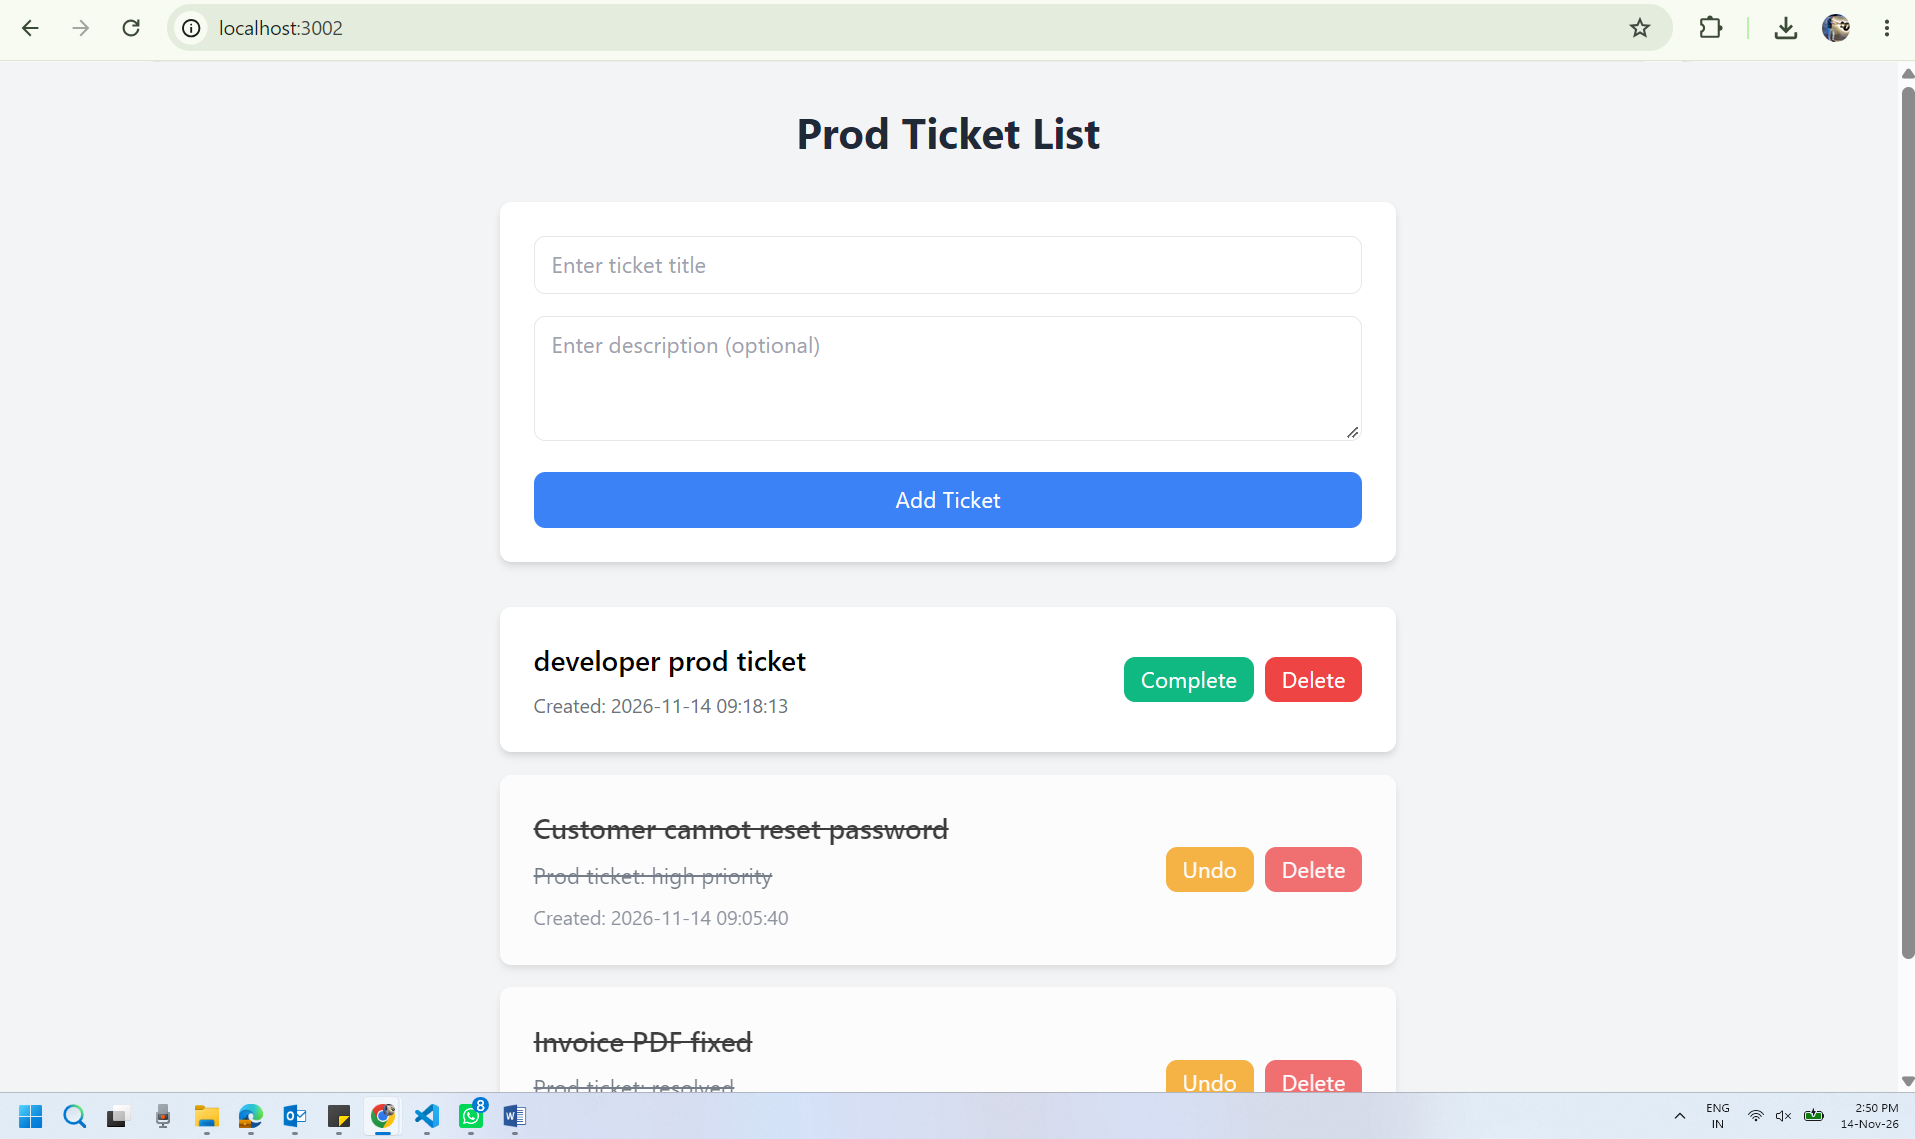 localhost:3002
Prod Ticket List
Enter ticket title
Enter description (optional)
Add Ticket
developer prod ticket
Created: 2026-11-14 09:18:13
Complete
Delete
Customer cannot reset password
Prod ticket: high priority
Created: 2026-11-14 09:05:40
Undo
Delete
Invoice PDF fixed
Prod ticket: resolved
Undo
Delete
8
ENG
IN
2:50 PM
14-Nov-26